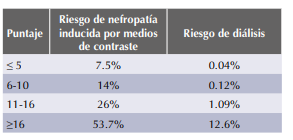 Puntaje
Riesgo de nefropatía
inducida por medios
de contraste
Riesgo de diálisis
≤ 5 7.5% 0.04%
6-10 14% 0.12%
11-16 26% 1.09%
≥16 53.7% 12.6%